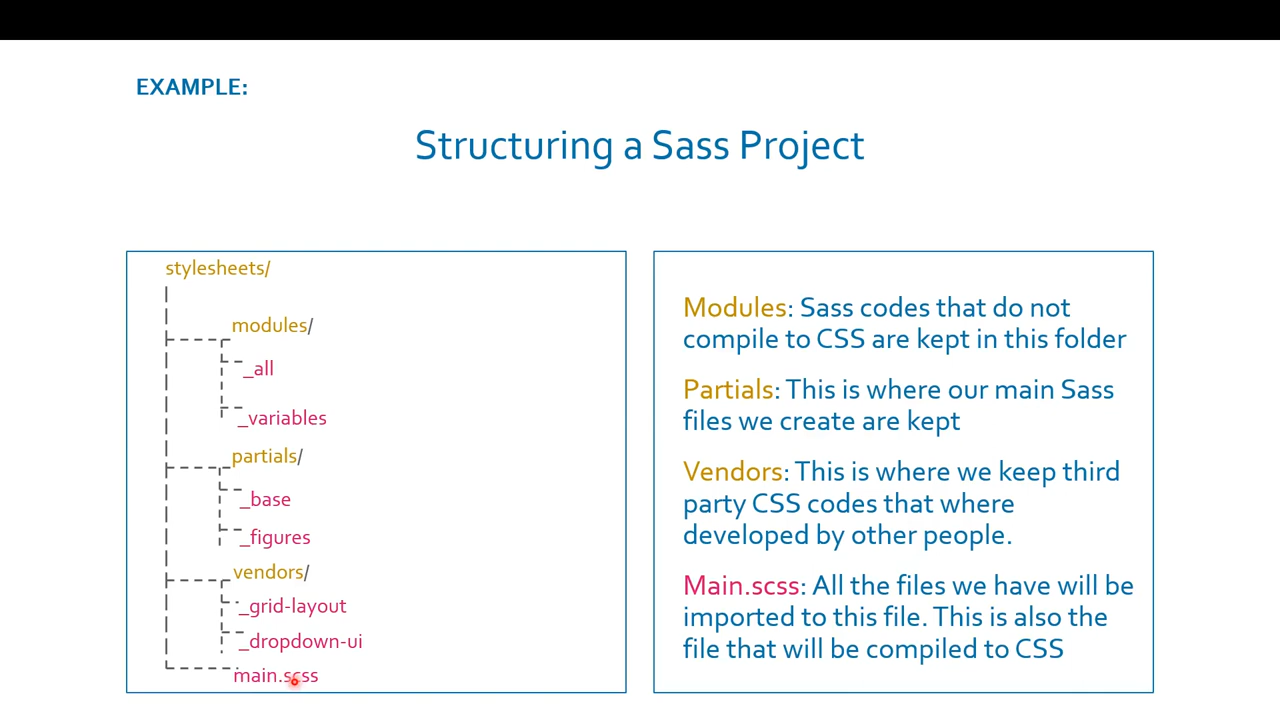 EXAMPLE:
Structuring a Sass Project
stylesheets/
modules/
_all
_variables
partials/
_base
_figures
vendors/
_grid-layout
_dropdown-ui
main.scss
Modules: Sass codes that do not
compile to CSS are kept in this folder
Partials: This is where our main Sass
files we create are kept
Vendors: This is where we keep third
party CSS codes that where
developed by other people.
Main.scss: All the files we have will be
imported to this file. This is also the
file that will be compiled to CSS